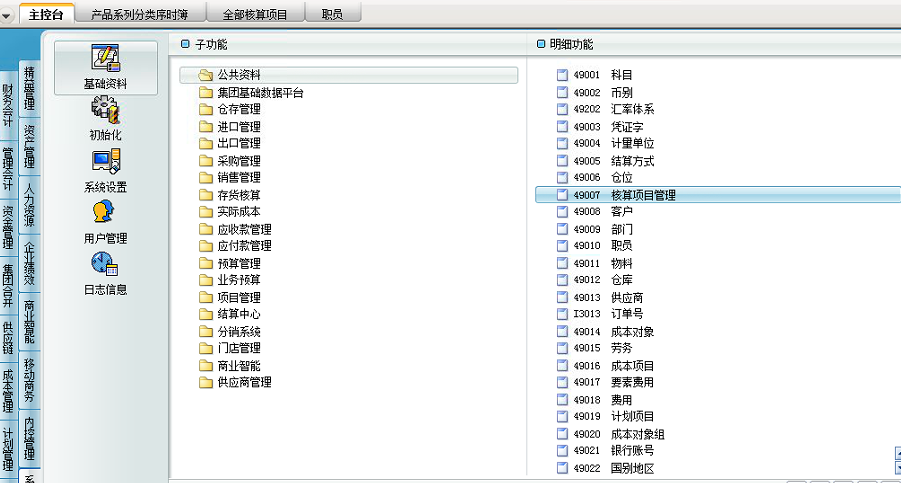 主控台
产品系列分类序时簿
全部核算项目
职员
财务会计
管理会计
资金管理
集团合并
供应链
成本管理
计划管理
精益管理
资产管理
人力资源
企业绩效
商业智能
移动商务
内控管理
系
基础资料
初始化
系统设置
用户管理
日志信息
子功能
公共资料
集团基础数据平台
仓存管理
进口管理
出口管理
采购管理
销售管理
存货核算
实际成本
应收款管理
应付款管理
预算管理
业务预算
项目管理
结算中心
分销系统
门店管理
商业智能
供应商管理
明细功能
49001 科目
49002 币别
49202 汇率体系
49003 凭证字
49004 计量单位
49005 结算方式
49006 仓位
49007 核算项目管理
49008 客户
49009 部门
49010 职员
49011 物料
49012 仓库
49013 供应商
I3013 订单号
49014 成本对象
49015 劳务
49016 成本项目
49017 要素费用
49018 费用
49019 计划项目
49020 成本对象组
49021 银行账号
49022 国别地区